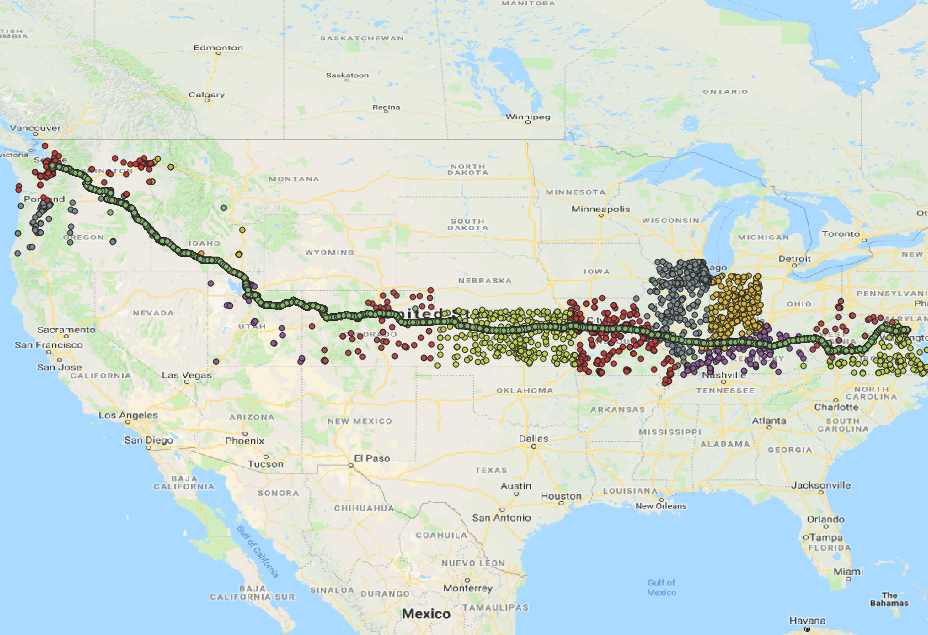 MANITOBA
Edmonton
SASKATCHEWAN
Saskatoon
Calgary
ONTARIO
Regina
Winnipeg
Vancouver
NORTH
DAKOTA
MONTANA
MINNESOTA
Minneapolis
Portland
SOUTH
DAKOTA
WISCONSIN
OREGON
IDAHO
MICHIGAN
Toronto
WYOMING
Detroit
NEW
IOWA
NEBRASKA
PENNSYLVANIA
OHIO
NEVADA
UTAH
Sacramento
San Francisco
San Jose
CALIFORNIA
Las Vegas
Nashville
TENNESSEE
OKLAHOMA
NORTH
CAROLINA
ARKANSAS
Charlotte
Los Angeles
ARIZONA
NEW MEXICO
SOUTH
CAROLINA
MISSISSIPPI
Atlanta
San Diego
Phoenix
Dallas
ALABAMA
GEORGIA
Tucson
El Paso
TEXAS
BAJA
CALIFORNIA
SONORA
Austin
Houston
LOUISIANA
Jacksonville
CHIHUAHUA
San Antonio
New Orleans
Orlando
COAHUILA
Tampa
FLORIDA
Gulf of California
NUEVO LEON
Miami
Gulf of
Mexico
BAJA
CALIFORNIA SUR
SINALOA
DURANGO
Monterrey
The
Bahamas
TAMAULIPAS
Mexico
Havana